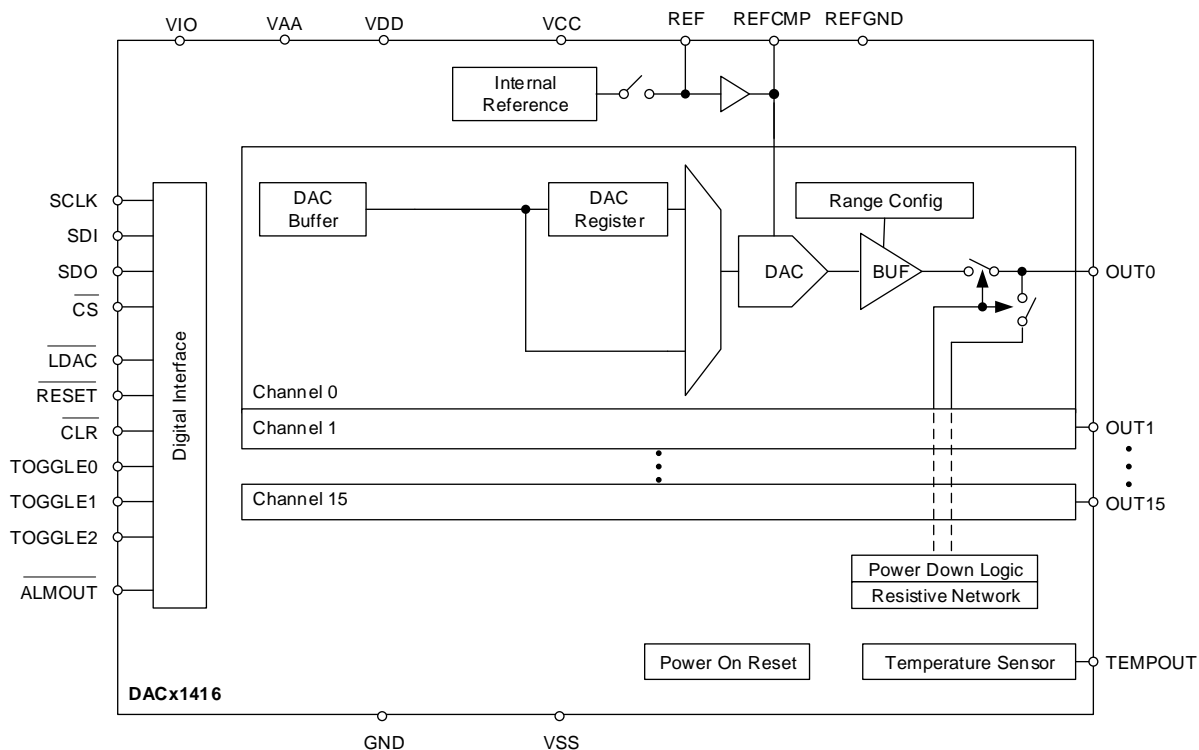 VIO
VAA
VDD
VCC
REF
REFCMP
REFGND
Internal
Reference
SCLK
SDI
SDO
CS
LDAC
RESET
CLR
TOGGLE0
TOGGLE1
TOGGLE2
ALMOUT
Digital Interface
DAC
Buffer
DAC
Register
DAC
Range Config
BUF
OUT0
Channel 0
Channel 1
OUT1
Channel 15
OUT15
Power Down Logic
Resistive Network
Power On Reset
Temperature Sensor
TEMPOUT
DACx1416
GND
VSS